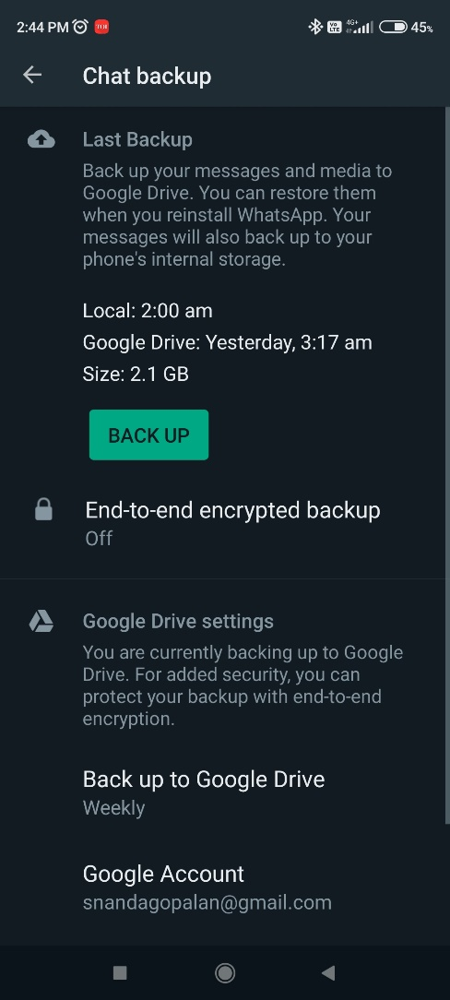 2:44 PM TOI Vo LTE 4G+ 45%
Chat backup
Last Backup
Back up your messages and media to
Google Drive. You can restore them
when you reinstall WhatsApp. Your
messages will also back up to your
phone's internal storage.
Local: 2:00 am
Google Drive: Yesterday, 3:17 am
Size: 2.1 GB
BACK UP
End-to-end encrypted backup
Off
Google Drive settings
You are currently backing up to Google
Drive. For added security, you can
protect your backup with end-to-end
encryption.
Back up to Google Drive
Weekly
Google Account
snandagopalan@gmail.com